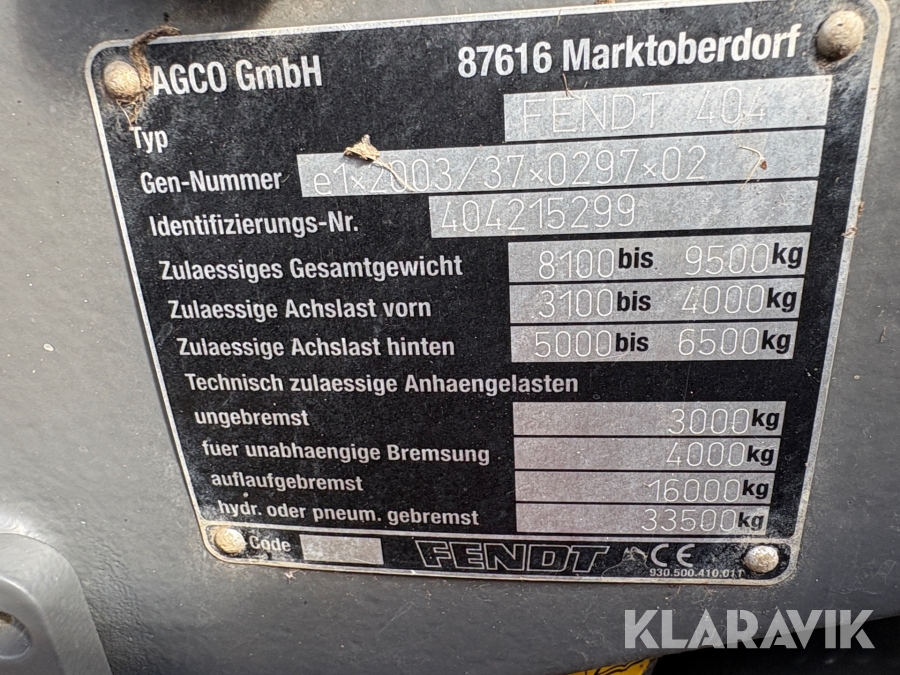 AGCO GmbH 87616 Marktoberdorf
Typ FENDT 404
Gen-Nummer e1×2003/37×0297×02
Identifizierungs-Nr. 404215299
Zulaessiges Gesamtgewicht 8100 bis 9500 kg
Zulaessige Achslast vorn 3100 bis 4000 kg
Zulaessige Achslast hinten 5000 bis 6500 kg
Technisch zulaessige Anhaengelasten
ungebremst 3000 kg
fuer unabhaengige Bremsung 4000 kg
auflaufgebremst 16000 kg
hydr. oder pneum. gebremst 33500 kg
Code FENDT CE
930.500.410.011
KLARAVIK